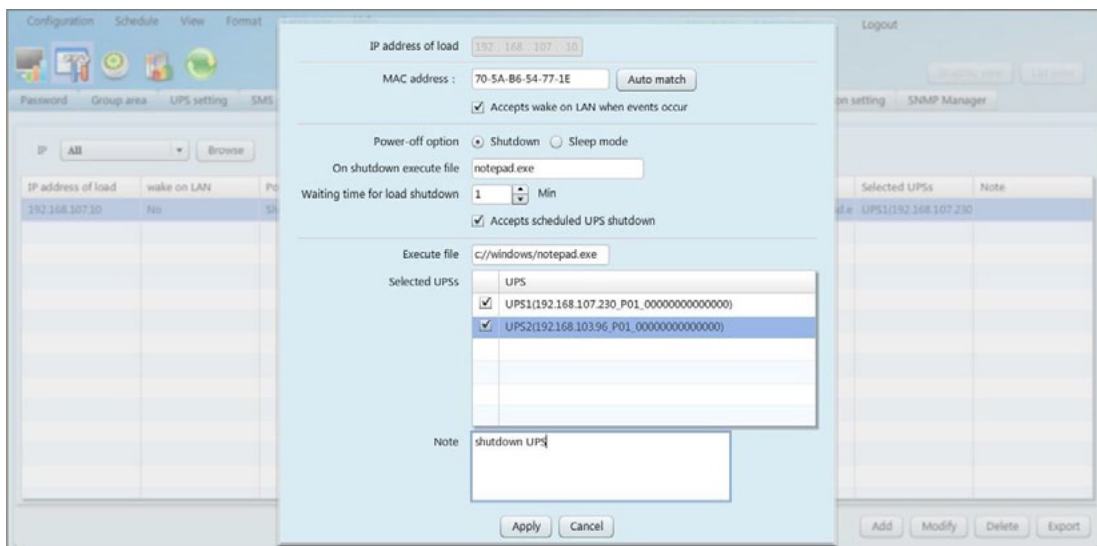 Configuration Schedule View Format
Logout
Password Group area UPS setting SMS
on setting SNMP Manager
IP All Browse
IP address of load wake on LAN Po
Selected UPSs Note
192.168.107.10 No Sh
d.e UPS1(192.168.107.230
IP address of load 192 . 168 . 107 . 10
MAC address : 70-5A-B6-54-77-1E Auto match
Accepts wake on LAN when events occur
Power-off option Shutdown Sleep mode
On shutdown execute file notepad.exe
Waiting time for load shutdown 1 Min
Accepts scheduled UPS shutdown
Execute file c://windows/notepad.exe
Selected UPSs UPS
UPS1(192.168.107.230_P01_00000000000000)
UPS2(192.168.103.96_P01_00000000000000)
Note shutdown UPS
Apply Cancel
Add Modify Delete Export